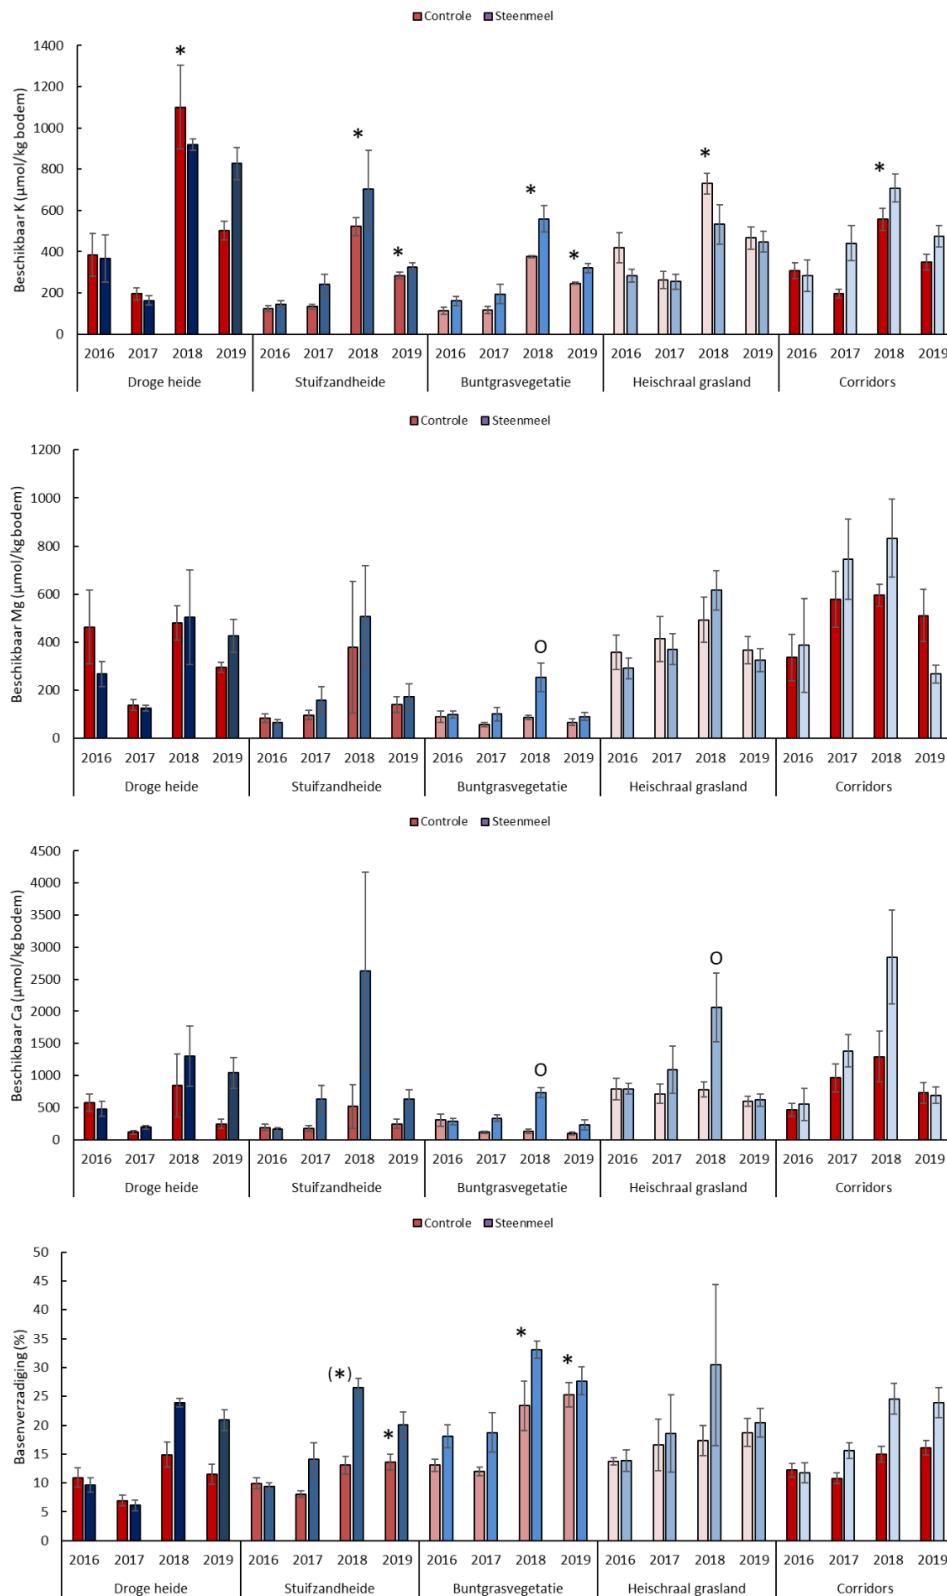 Controle Steenmeel
Beschikbaar K (µmol/kg bodem)
1400
1200
1000
800
600
400
200
0
* * * * * * *
2016 2017 2018 2019 2016 2017 2018 2019 2016 2017 2018 2019 2016 2017 2018 2019 2016 2017 2018 2019
Droge heide Stuifzandheide Buntgrasvegetatie Heischraal grasland Corridors
Controle Steenmeel
Beschikbaar Mg (µmol/kg bodem)
1200
1000
800
600
400
200
0
O
2016 2017 2018 2019 2016 2017 2018 2019 2016 2017 2018 2019 2016 2017 2018 2019 2016 2017 2018 2019
Droge heide Stuifzandheide Buntgrasvegetatie Heischraal grasland Corridors
Controle Steenmeel
Beschikbaar Ca (µmol/kg bodem)
4500
4000
3500
3000
2500
2000
1500
1000
500
0
O O
2016 2017 2018 2019 2016 2017 2018 2019 2016 2017 2018 2019 2016 2017 2018 2019 2016 2017 2018 2019
Droge heide Stuifzandheide Buntgrasvegetatie Heischraal grasland Corridors
Controle Steenmeel
Basenverzadiging (%)
50
45
40
35
30
25
20
15
10
5
0
(*) * * *
2016 2017 2018 2019 2016 2017 2018 2019 2016 2017 2018 2019 2016 2017 2018 2019 2016 2017 2018 2019
Droge heide Stuifzandheide Buntgrasvegetatie Heischraal grasland Corridors